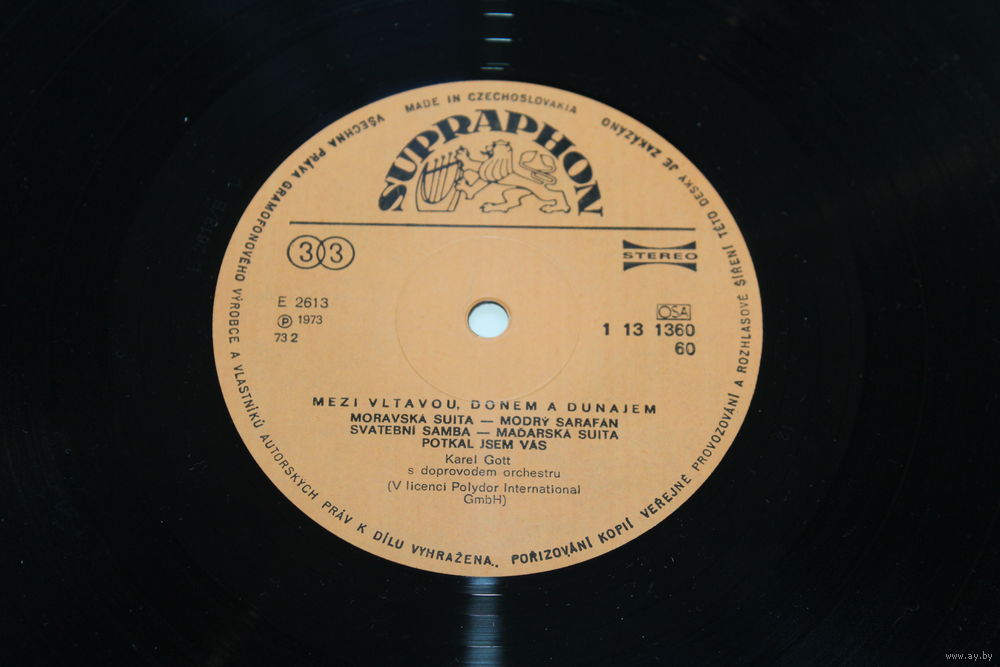 MADE IN CZECHOSLOVAKIA
SUPRAPHON
33
STEREO
E 2613
℗ 1973
73 2
OSA
1 13 1360
60
MEZI VLTAVOU, DONEM A DUNAJEM
MORAVSKÁ SUITA — MODRÝ SARAFÁN
SVATEBNÍ SAMBA — MAĎARSKÁ SUITA
POTKAL JSEM VÁS
Karel Gott
s doprovodem orchestru
(V licenci Polydor International
GmbH)
VŠECHNA PRÁVA GRAMOFONOVÉHO VÝROBCE A VLASTNÍKŮ AUTORSKÝCH PRÁV K DÍLU VYHRAŽENA.. POŘIZOVÁNÍ KOPIÍ VEŘEJNÉ PROVOZOVÁNÍ A ROZHLASOVÉ ŠÍŘENÍ TÉTO DESKY JE ZAKÁZÁNO
www.ay.by